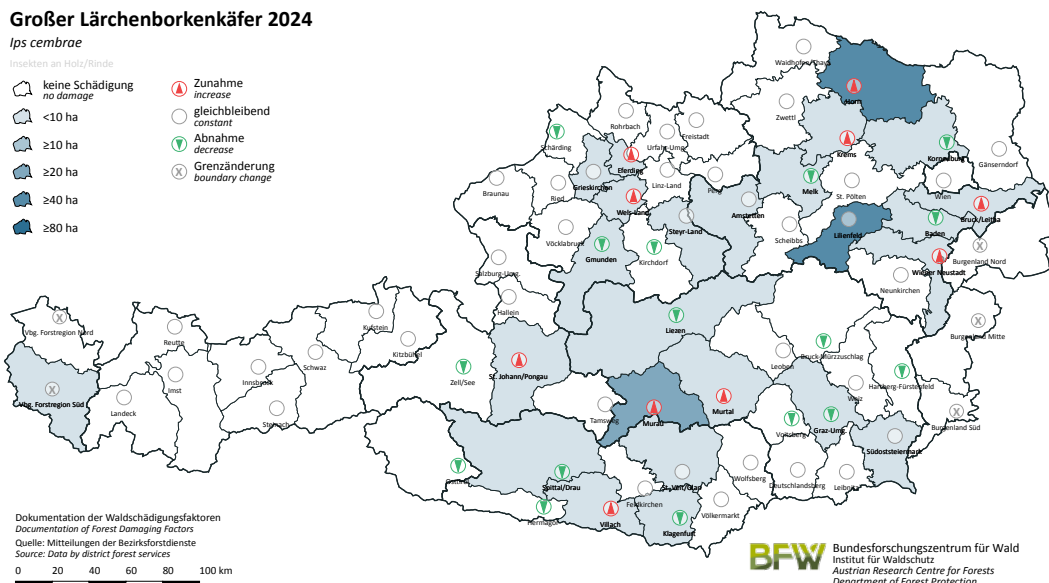 Großer Lärchenborkenkäfer 2024
Ips cembrae
Insekten an Holz/Rinde
keine Schädigung
no damage
<10 ha
≥10 ha
≥20 ha
≥40 ha
≥80 ha
Zunahme
increase
gleichbleibend
constant
Abnahme
decrease
Grenzänderung
boundary change
Waidhofen/Thaya
Horn
Zwettl
Rohrbach
Freistadt
Urfahr-Umg.
Schärding
Krems
Korneuburg
Gänserndorf
Eferding
Grieskirchen
Linz-Land
Perg
Melk
St. Pölten
Wien
Braunau
Ried
Wels-Land
Amstetten
Bruck/Leitha
Steyr-Land
Baden
Lilienfeld
Scheibbs
Vöcklabruck
Gmunden
Kirchdorf
Wiener Neustadt
Burgenland Nord
Salzburg-Umg.
Neunkirchen
Hallein
Kufstein
Liezen
Burgenland Mitte
Vbg. Forstregion Nord
Reutte
Kitzbühel
Bruck-Mürzzuschlag
Leoben
Schwaz
Zell/See
St. Johann/Pongau
Innsbruck
Imst
Hartberg-Fürstenfeld
Weiz
Vbg. Forstregion Süd
Landeck
Steinach
Tamsweg
Murau
Murtal
Voitsberg
Graz-Umg.
Burgenland Süd
Südoststeiermark
Osttirol
Spittal/Drau
St. Veit/Glan
Wolfsberg
Deutschlandsberg
Leibnitz
Hermagor
Villach
Feldkirchen
Klagenfurt
Völkermarkt
Dokumentation der Waldschädigungsfaktoren
Documentation of Forest Damaging Factors
Quelle: Mitteilungen der Bezirksforstdienste
Source: Data by district forest services
0 20 40 60 80 100 km
BFW
Bundesforschungszentrum für Wald
Institut für Waldschutz
Austrian Research Centre for Forests
Department of Forest Protection